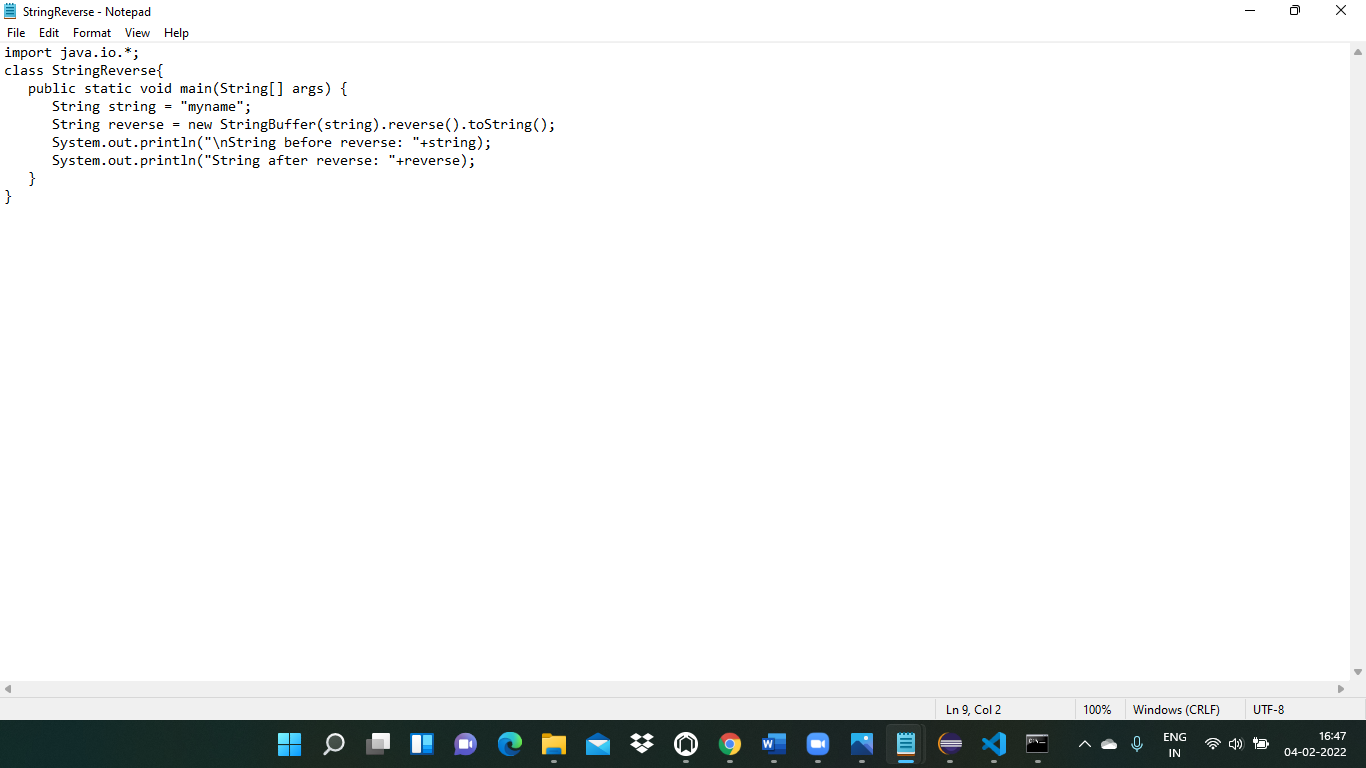 StringReverse - Notepad
File Edit Format View Help
import java.io.*;
class StringReverse{
   public static void main(String[] args) {
      String string = "myname";
      String reverse = new StringBuffer(string).reverse().toString();
      System.out.println("\nString before reverse: "+string);
      System.out.println("String after reverse: "+reverse);
   }
}
Ln 9, Col 2 100% Windows (CRLF) UTF-8
W
C:\_
ENG
IN
16:47
04-02-2022